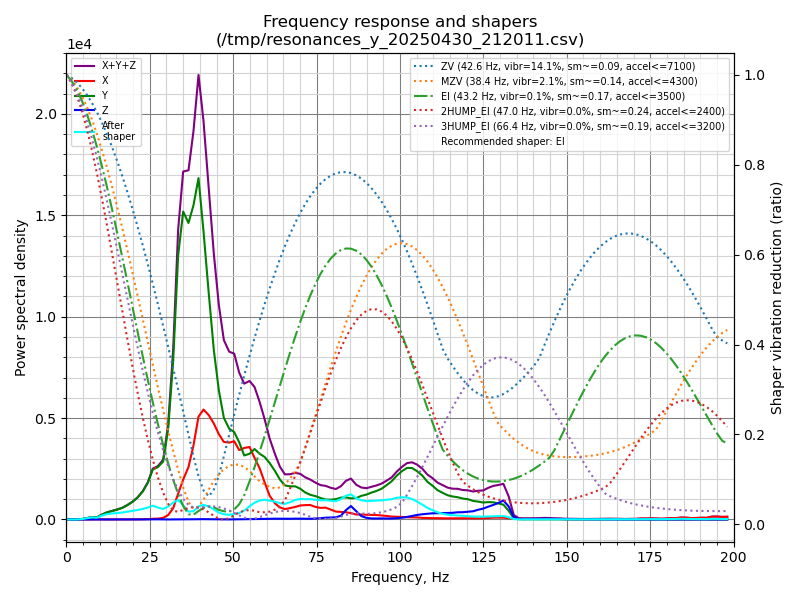 Frequency response and shapers
(/tmp/resonances_y_20250430_212011.csv)
1e4
X+Y+Z
X
Y
Z
After
shaper
ZV (42.6 Hz, vibr=14.1%, sm~=0.09, accel<=7100)
MZV (38.4 Hz, vibr=2.1%, sm~=0.14, accel<=4300)
EI (43.2 Hz, vibr=0.1%, sm~=0.17, accel<=3500)
2HUMP_EI (47.0 Hz, vibr=0.0%, sm~=0.24, accel<=2400)
3HUMP_EI (66.4 Hz, vibr=0.0%, sm~=0.19, accel<=3200)
Recommended shaper: EI
Power spectral density
2.0
1.5
1.0
0.5
0.0
1.0
0.8
0.6
0.4
0.2
0.0
Shaper vibration reduction (ratio)
0 25 50 75 100 125 150 175 200
Frequency, Hz